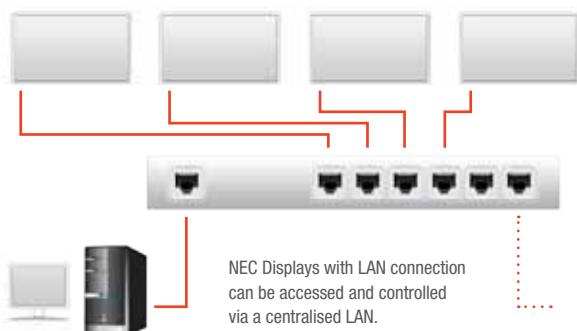 NEC Displays with LAN connection
can be accessed and controlled
via a centralised LAN.